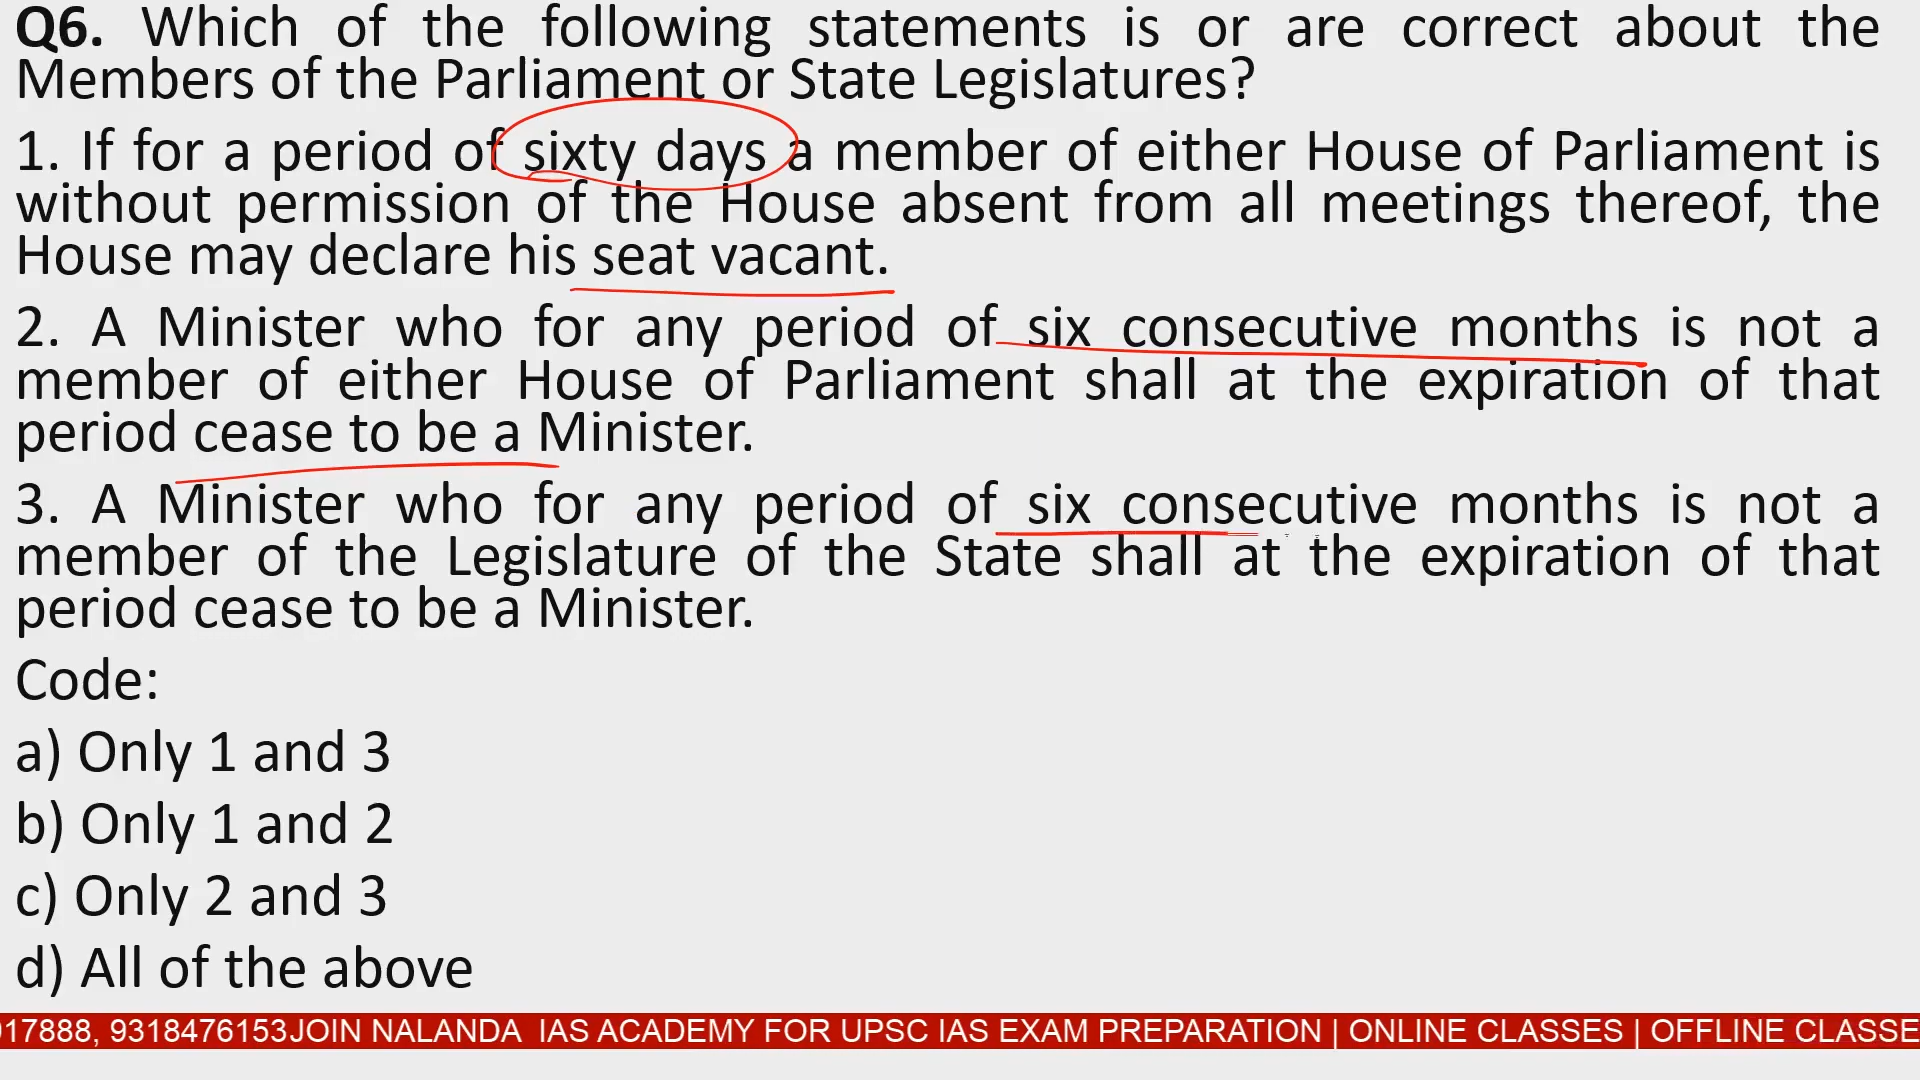 Q6. Which of the following statements is or are correct about the
Members of the Parliament or State Legislatures?
1. If for a period of sixty days a member of either House of Parliament is
without permission of the House absent from all meetings thereof, the
House may declare his seat vacant.
2. A Minister who for any period of six consecutive months is not a
member of either House of Parliament shall at the expiration of that
period cease to be a Minister.
3. A Minister who for any period of six consecutive months is not a
member of the Legislature of the State shall at the expiration of that
period cease to be a Minister.
Code:
a) Only 1 and 3
b) Only 1 and 2
c) Only 2 and 3
d) All of the above
17888, 9318476153JOIN NALANDA IAS ACADEMY FOR UPSC IAS EXAM PREPARATION | ONLINE CLASSES | OFFLINE CLASSE